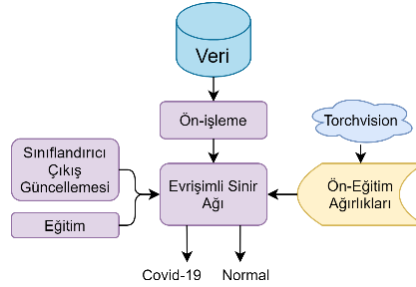 Veri
Ön-işleme
Torchvision
Sınıflandırıcı
Çıkış
Güncellemesi
Eğitim
Evrişimli Sinir
Ağı
Ön-Eğitim
Ağırlıkları
Covid-19
Normal